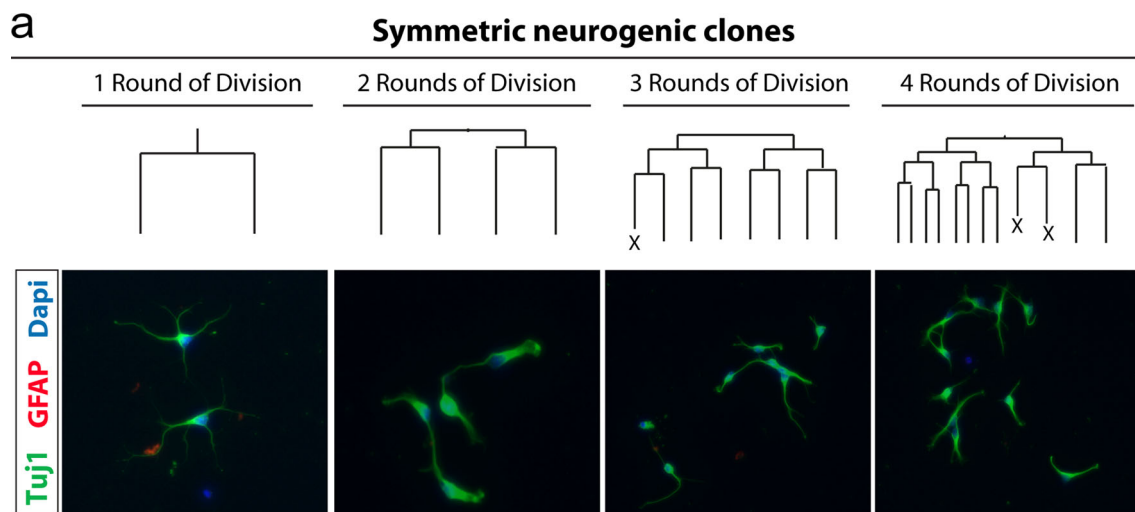 a
Symmetric neurogenic clones
1 Round of Division
2 Rounds of Division
3 Rounds of Division
4 Rounds of Division
X
X
X
Tuj1 GFAP Dapi